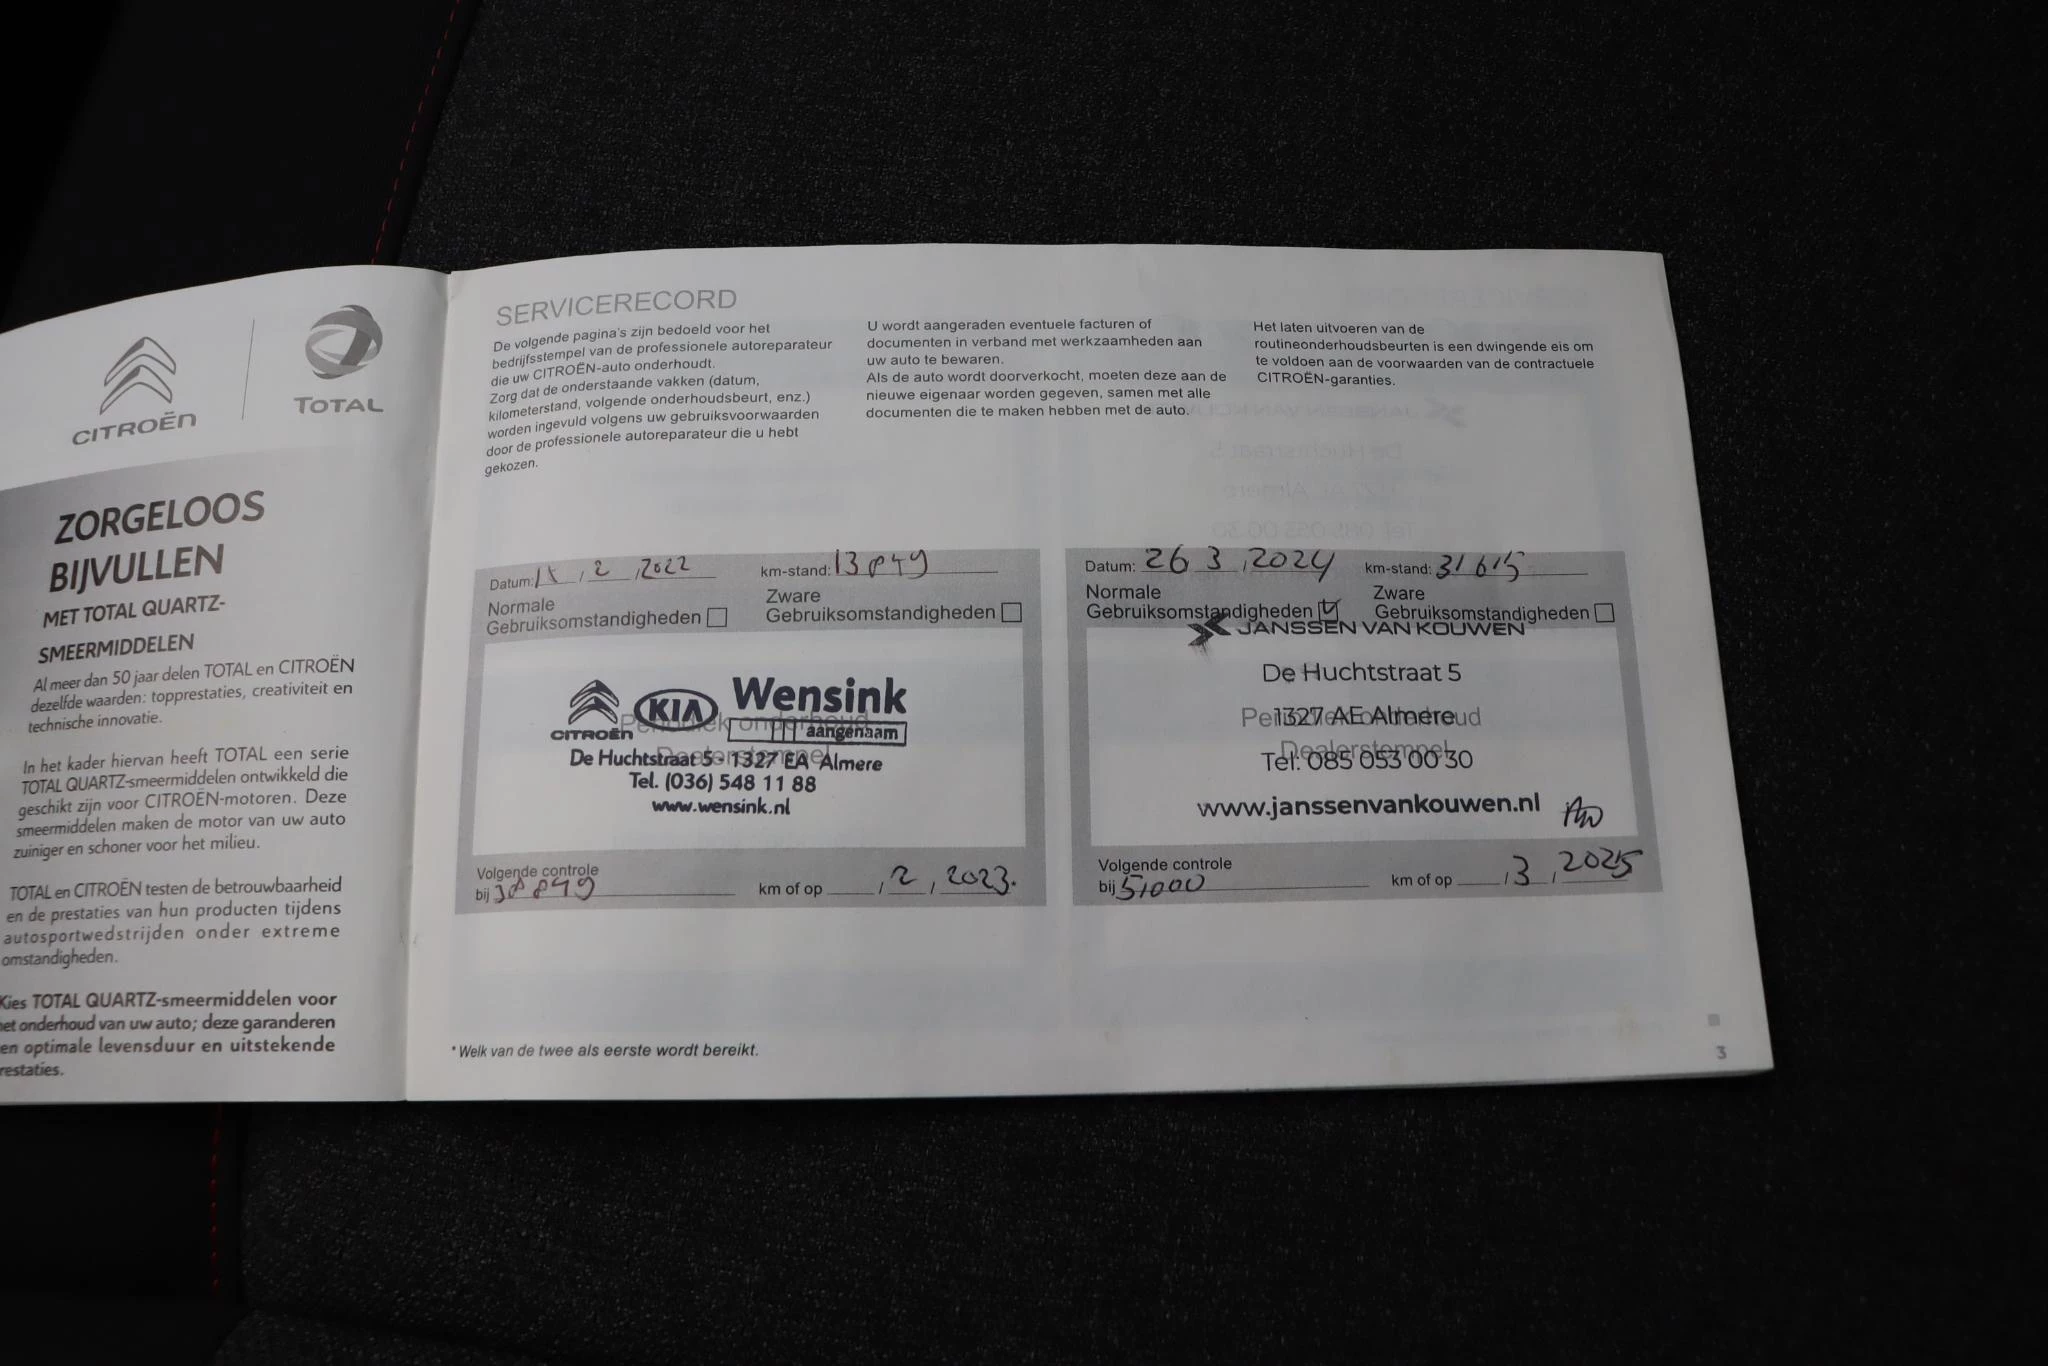 CITROËN
TOTAL
ZORGELOOS
BIJVULLEN
MET TOTAL QUARTZ-
SMEERMIDDELEN
Al meer dan 50 jaar delen TOTAL en CITROËN
dezelfde waarden: topprestaties, creativiteit en
technische innovatie.
In het kader hiervan heeft TOTAL een serie
TOTAL QUARTZ-smeermiddelen ontwikkeld die
geschikt zijn voor CITROËN-motoren. Deze
smeermiddelen maken de motor van uw auto
zuiniger en schoner voor het milieu.
TOTAL en CITROËN testen de betrouwbaarheid
en de prestaties van hun producten tijdens
autosportwedstrijden onder extreme
omstandigheden.
Kies TOTAL QUARTZ-smeermiddelen voor
het onderhoud van uw auto; deze garanderen
en optimale levensduur en uitstekende
restaties.
SERVICERECORD
De volgende pagina's zijn bedoeld voor het
bedrijfsstempel van de professionele autoreparateur
die uw CITROËN-auto onderhoudt.
Zorg dat de onderstaande vakken (datum,
kilometerstand, volgende onderhoudsbeurt, enz.)
worden ingevuld volgens uw gebruiksvoorwaarden
door de professionele autoreparateur die u hebt
gekozen.
U wordt aangeraden eventuele facturen of
documenten in verband met werkzaamheden aan
uw auto te bewaren.
Als de auto wordt doorverkocht, moeten deze aan de
nieuwe eigenaar worden gegeven, samen met alle
documenten die te maken hebben met de auto.
Het laten uitvoeren van de
routineonderhoudsbeurten is een dwingende eis om
te voldoen aan de voorwaarden van de contractuele
CITROËN-garanties.
Datum: , 2 , 2022 km-stand: 13849
Normale
Gebruiksomstandigheden
Zware
Gebruiksomstandigheden
CITROËN KIA Wensink
aangenaam
Periodiek onderhoud
Dealerstempel
De Huchtstraat 5 - 1327 EA Almere
Tel. (036) 548 11 88
www.wensink.nl
Volgende controle
bij 38849 km of op , 2 , 2023.
Datum: 26 3 , 2024 km-stand: 31615
Normale
Gebruiksomstandigheden
Zware
Gebruiksomstandigheden
JANSSEN VAN KOUWEN
De Huchtstraat 5
1327 AE Almere
Periodiek onderhoud
Dealerstempel
Tel: 085 053 00 30
www.janssenvankouwen.nl
Volgende controle
bij 51000 km of op , 3 , 2025
* Welk van de twee als eerste wordt bereikt.
3